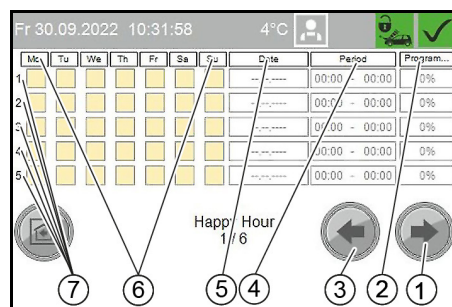 Fr 30.09.2022 10:31:58 4°C
Mo Tu We Th Fr Sa Su Date Period Program...
1 --.--.---- 00:00 - 00:00 0%
2 --.--.---- 00:00 - 00:00 0%
3 --.--.---- 00:00 - 00:00 0%
4 --.--.---- 00:00 - 00:00 0%
5 --.--.---- 00:00 - 00:00 0%
Happy Hour
1 / 6
7 6 5 4 3 2 1